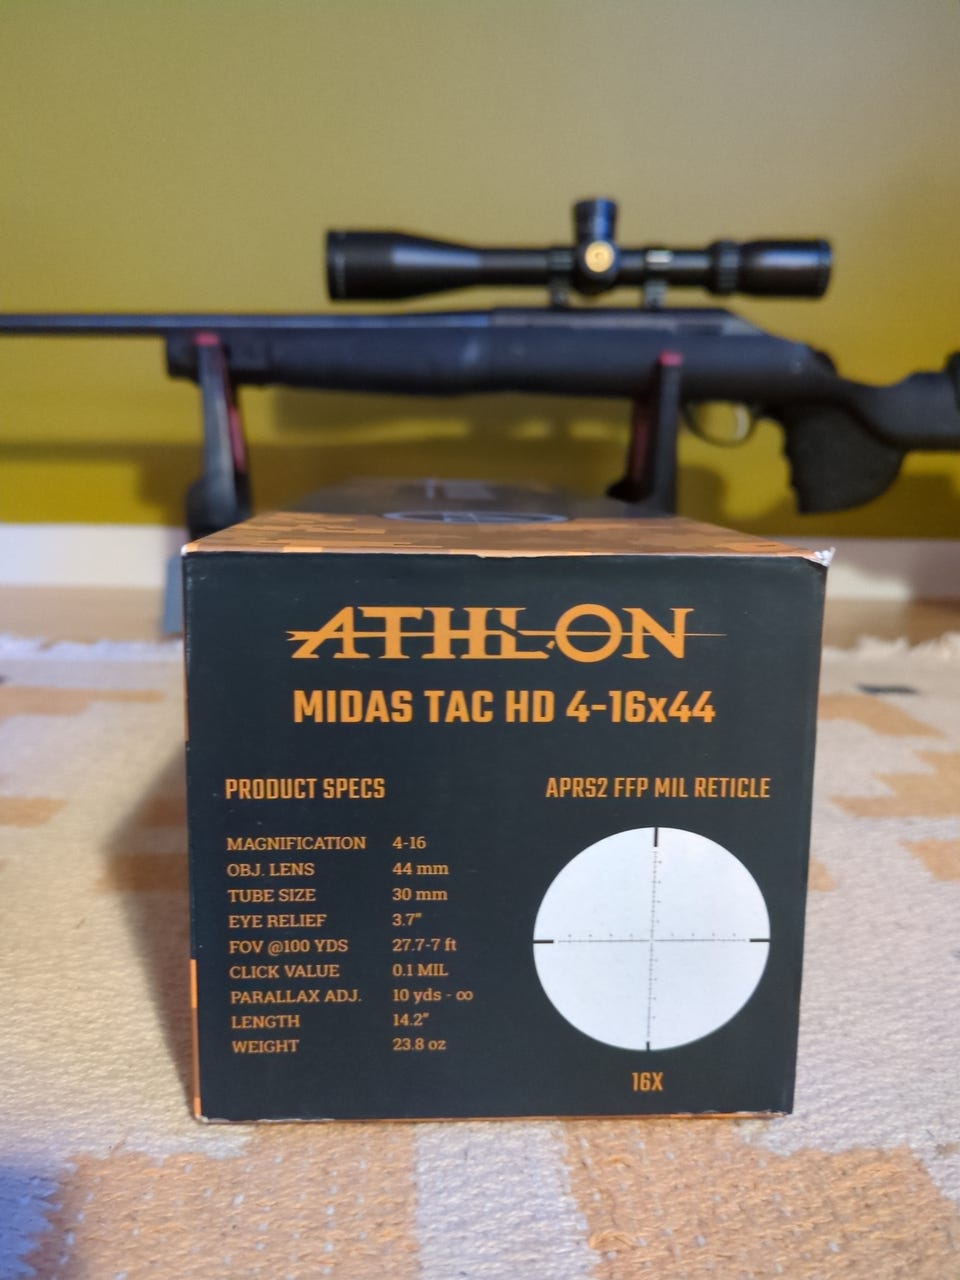 ATHLON
MIDAS TAC HD 4-16x44
PRODUCT SPECS
MAGNIFICATION 4-16
OBJ. LENS 44 mm
TUBE SIZE 30 mm
EYE RELIEF 3.7"
FOV @100 YDS 27.7-7 ft
CLICK VALUE 0.1 MIL
PARALLAX ADJ. 10 yds - ∞
LENGTH 14.2"
WEIGHT 23.8 oz
APRS2 FFP MIL RETICLE
16X